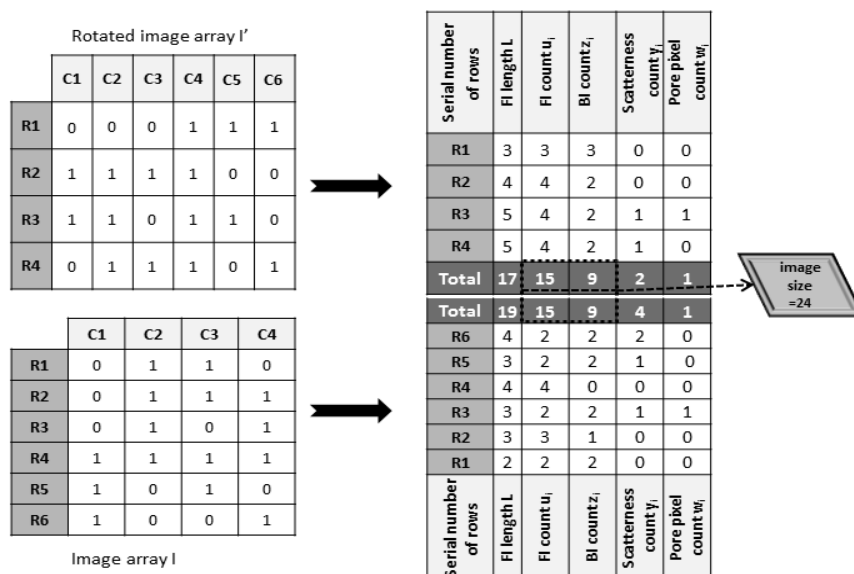 Rotated image array I’
C1 C2 C3 C4 C5 C6
R1 0 0 0 1 1 1
R2 1 1 1 1 0 0
R3 1 1 0 1 1 0
R4 0 1 1 1 0 1
C1 C2 C3 C4
R1 0 1 1 0
R2 0 1 1 1
R3 0 1 0 1
R4 1 1 1 1
R5 1 0 1 0
R6 1 0 0 1
Image array I
Serial number
of rows
FI length L
FI count uᵢ
BI count zᵢ
Scatterness
count yᵢ
Pore pixel
count wᵢ
R1 3 3 3 0 0
R2 4 4 2 0 0
R3 5 4 2 1 1
R4 5 4 2 1 0
Total 17 15 9 2 1
Total 19 15 9 4 1
R6 4 2 2 2 0
R5 3 2 2 1 0
R4 4 4 0 0 0
R3 3 2 2 1 1
R2 3 3 1 0 0
R1 2 2 2 0 0
Serial number
of rows
FI length L
FI count uᵢ
BI count zᵢ
Scatterness
count yᵢ
Pore pixel
count wᵢ
image
size
=24